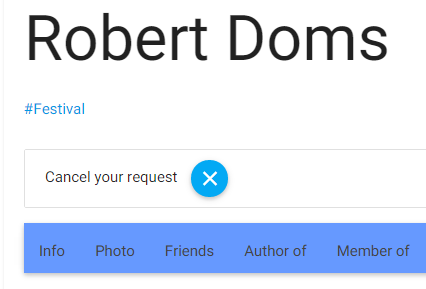 Robert Doms
#Festival
Cancel your request
Info Photo Friends Author of Member of